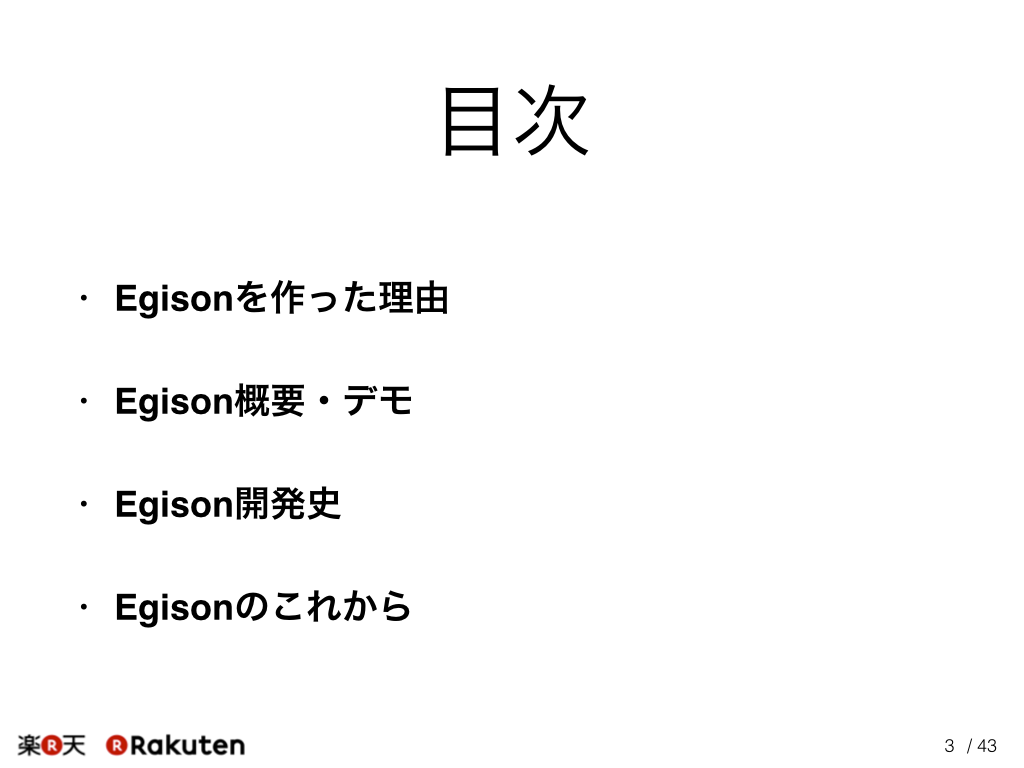 目次
・ Egisonを作った理由
・ Egison概要・デモ
・ Egison開発史
・ Egisonのこれから
楽R天 R Rakuten
3 / 43